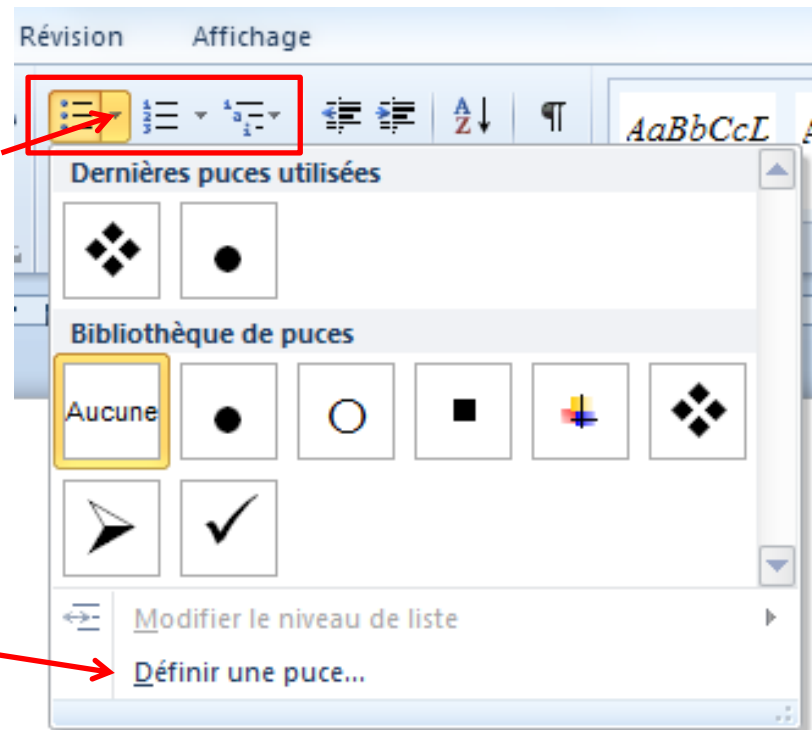 Révision Affichage
AaBbCcL
Dernières puces utilisées
Bibliothèque de puces
Aucune
Modifier le niveau de liste
Définir une puce...